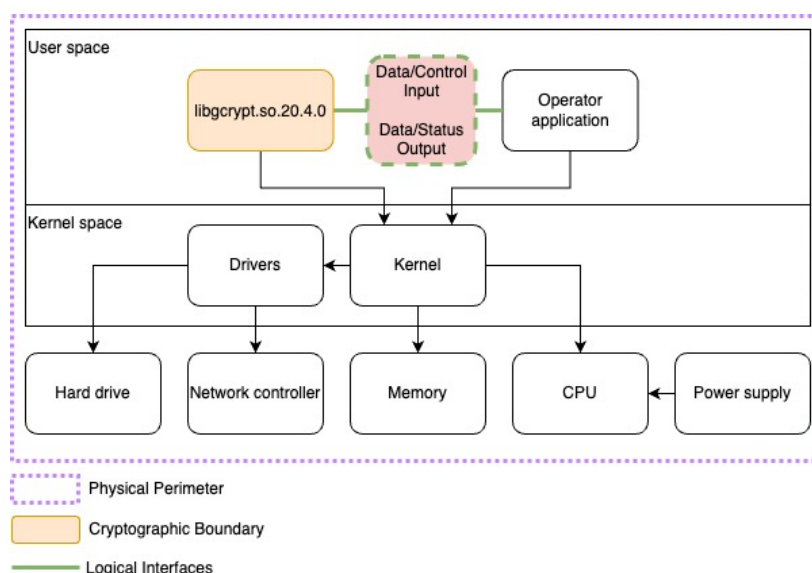 User space
libgcrypt.so.20.4.0
Data/Control
Input
Data/Status
Output
Operator
application
Kernel space
Drivers
Kernel
Hard drive
Network controller
Memory
CPU
Power supply
Physical Perimeter
Cryptographic Boundary
Logical Interfaces